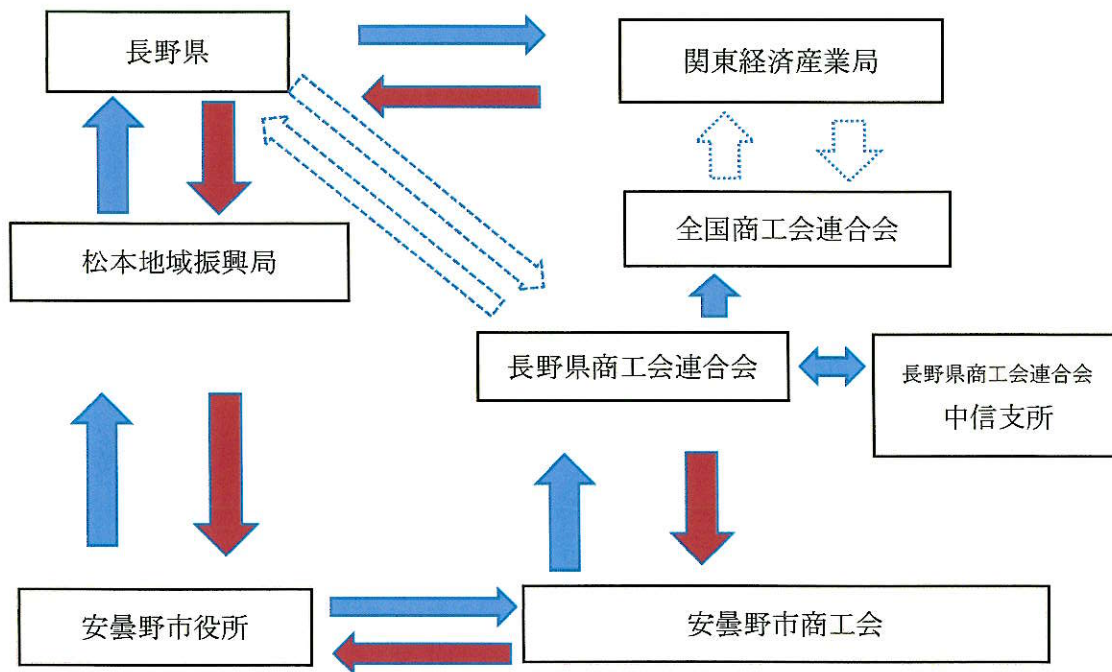 長野県
関東経済産業局
松本地域振興局
全国商工会連合会
長野県商工会連合会
長野県商工会連合会
中信支所
安曇野市役所
安曇野市商工会